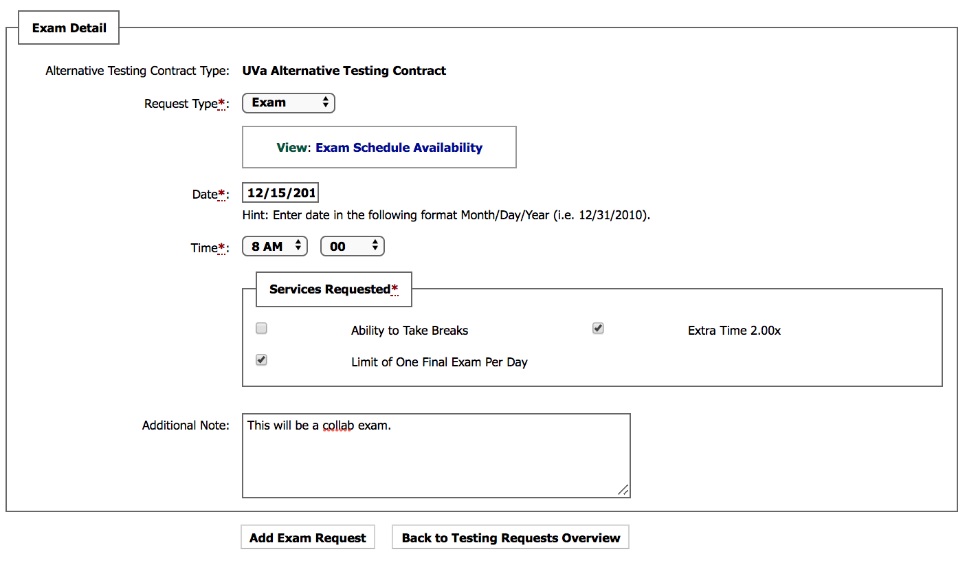 Exam Detail
Alternative Testing Contract Type: UVa Alternative Testing Contract
Request Type*: Exam
View: Exam Schedule Availability
Date*: 12/15/201
Hint: Enter date in the following format Month/Day/Year (i.e. 12/31/2010).
Time*: 8 AM 00
Services Requested*
Ability to Take Breaks Extra Time 2.00x
Limit of One Final Exam Per Day
Additional Note: This will be a collab exam.
Add Exam Request Back to Testing Requests Overview